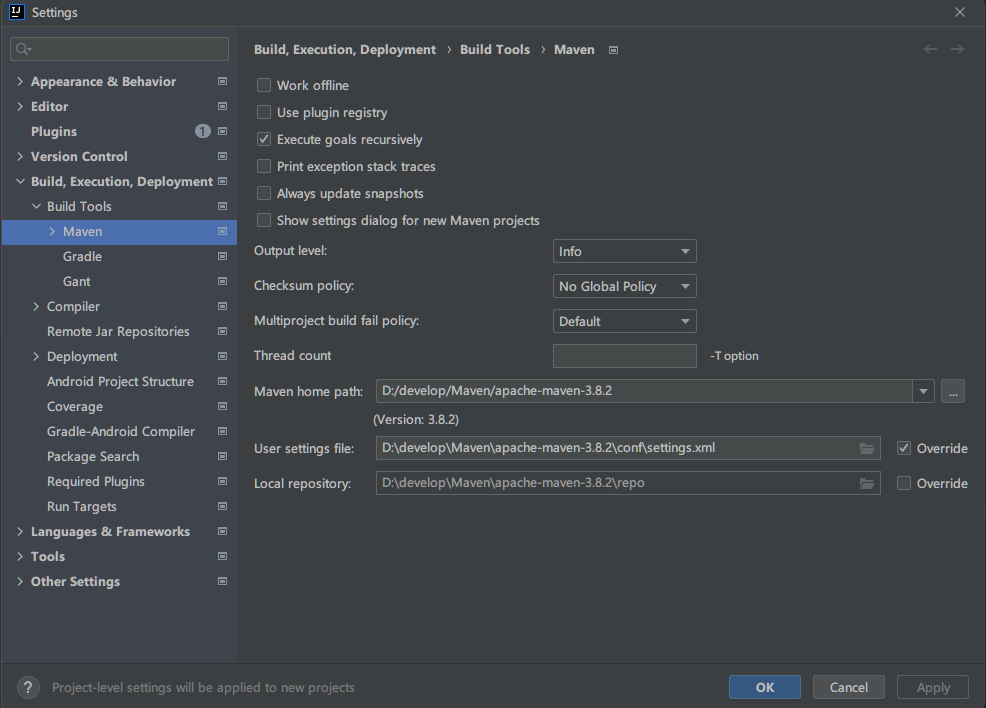 IJ Settings
Build, Execution, Deployment › Build Tools › Maven
Appearance & Behavior
Editor
Plugins 1
Version Control
Build, Execution, Deployment
Build Tools
Maven
Gradle
Gant
Compiler
Remote Jar Repositories
Deployment
Android Project Structure
Coverage
Gradle-Android Compiler
Package Search
Required Plugins
Run Targets
Languages & Frameworks
Tools
Other Settings
Work offline
Use plugin registry
Execute goals recursively
Print exception stack traces
Always update snapshots
Show settings dialog for new Maven projects
Output level: Info
Checksum policy: No Global Policy
Multiproject build fail policy: Default
Thread count -T option
Maven home path: D:/develop/Maven/apache-maven-3.8.2 ...
(Version: 3.8.2)
User settings file: D:\develop\Maven\apache-maven-3.8.2\conf\settings.xml Override
Local repository: D:\develop\Maven\apache-maven-3.8.2\repo Override
? Project-level settings will be applied to new projects
OK Cancel Apply